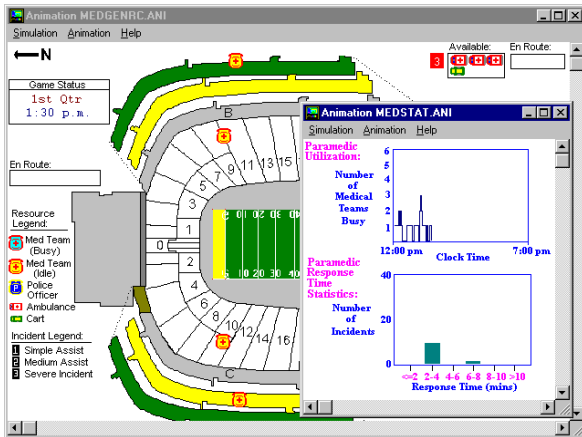 Animation MEDGENRC.ANI
Simulation Animation Help
N
Game Status
1st Qtr
1:30 p.m.
3
Available:
En Route:
En Route:
Resource
Legend:
Med Team
(Busy)
Med Team
(Idle)
Police
Officer
Ambulance
Cart
Incident Legend:
1 Simple Assist
2 Medium Assist
3 Severe Incident
B
5 7 9 11 13 15
3
1
0
2
4
6
8 10 12 14 16
C
5 10 20 30 40
Animation MEDSTAT.ANI
Simulation Animation Help
Paramedic
Utilization:
Number
of
Medical
Teams
Busy
6
5
4
3
2
1
12:00 pm 7:00 pm
Clock Time
Paramedic
Response
Time
Statistics:
Number
of
Incidents
40
20
0
<=2 2-4 4-6 6-8 8-10 >10
Response Time (mins)